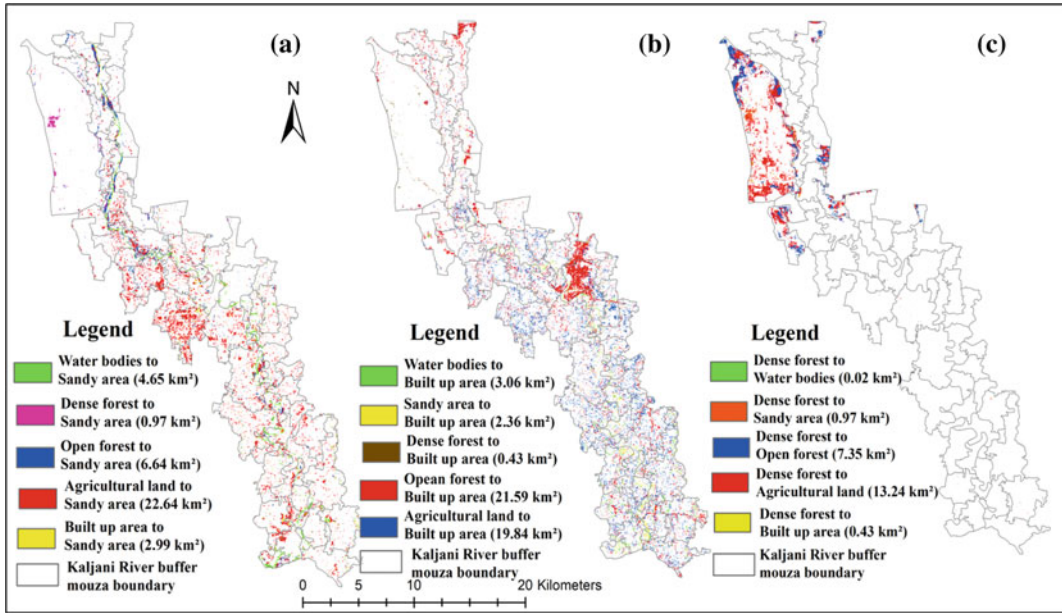 (a)
(b)
(c)
N
Legend
Water bodies to
Sandy area (4.65 km²)
Dense forest to
Sandy area (0.97 km²)
Open forest to
Sandy area (6.64 km²)
Agricultural land to
Sandy area (22.64 km²)
Built up area to
Sandy area (2.99 km²)
Kaljani River buffer
mouza boundary
Legend
Water bodies to
Built up area (3.06 km²)
Sandy area to
Built up area (2.36 km²)
Dense forest to
Built up area (0.43 km²)
Opean forest to
Built up area (21.59 km²)
Agricultural land to
Built up area (19.84 km²)
Kaljani River buffer
mouza boundary
Legend
Dense forest to
Water bodies (0.02 km²)
Dense forest to
Sandy area (0.97 km²)
Dense forest to
Open forest (7.35 km²)
Dense forest to
Agricultural land (13.24 km²)
Dense forest to
Built up area (0.43 km²)
Kaljani River buffer
mouza boundary
0 5 10 20 Kilometers